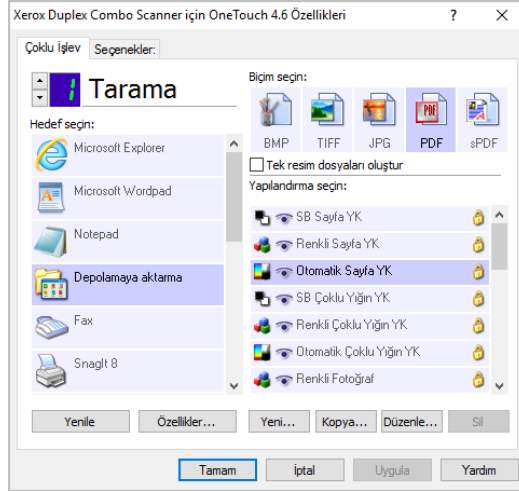 Xerox Duplex Combo Scanner için OneTouch 4.6 Özellikleri
Çoklu İşlev
Seçenekler:
1
Tarama
Hedef seçin:
Microsoft Explorer
Microsoft Wordpad
Notepad
Depolamaya aktarma
Fax
SnagIt 8
Yenile
Özellikler...
Biçim seçin:
BMP
TIFF
JPG
PDF
sPDF
Tek resim dosyaları oluştur
Yapılandırma seçin:
SB Sayfa YK
Renkli Sayfa YK
Otomatik Sayfa YK
SB Çoklu Yığın YK
Renkli Çoklu Yığın YK
Otomatik Çoklu Yığın YK
Renkli Fotoğraf
Yeni...
Kopya...
Düzenle...
Sil
Tamam
İptal
Uygula
Yardım